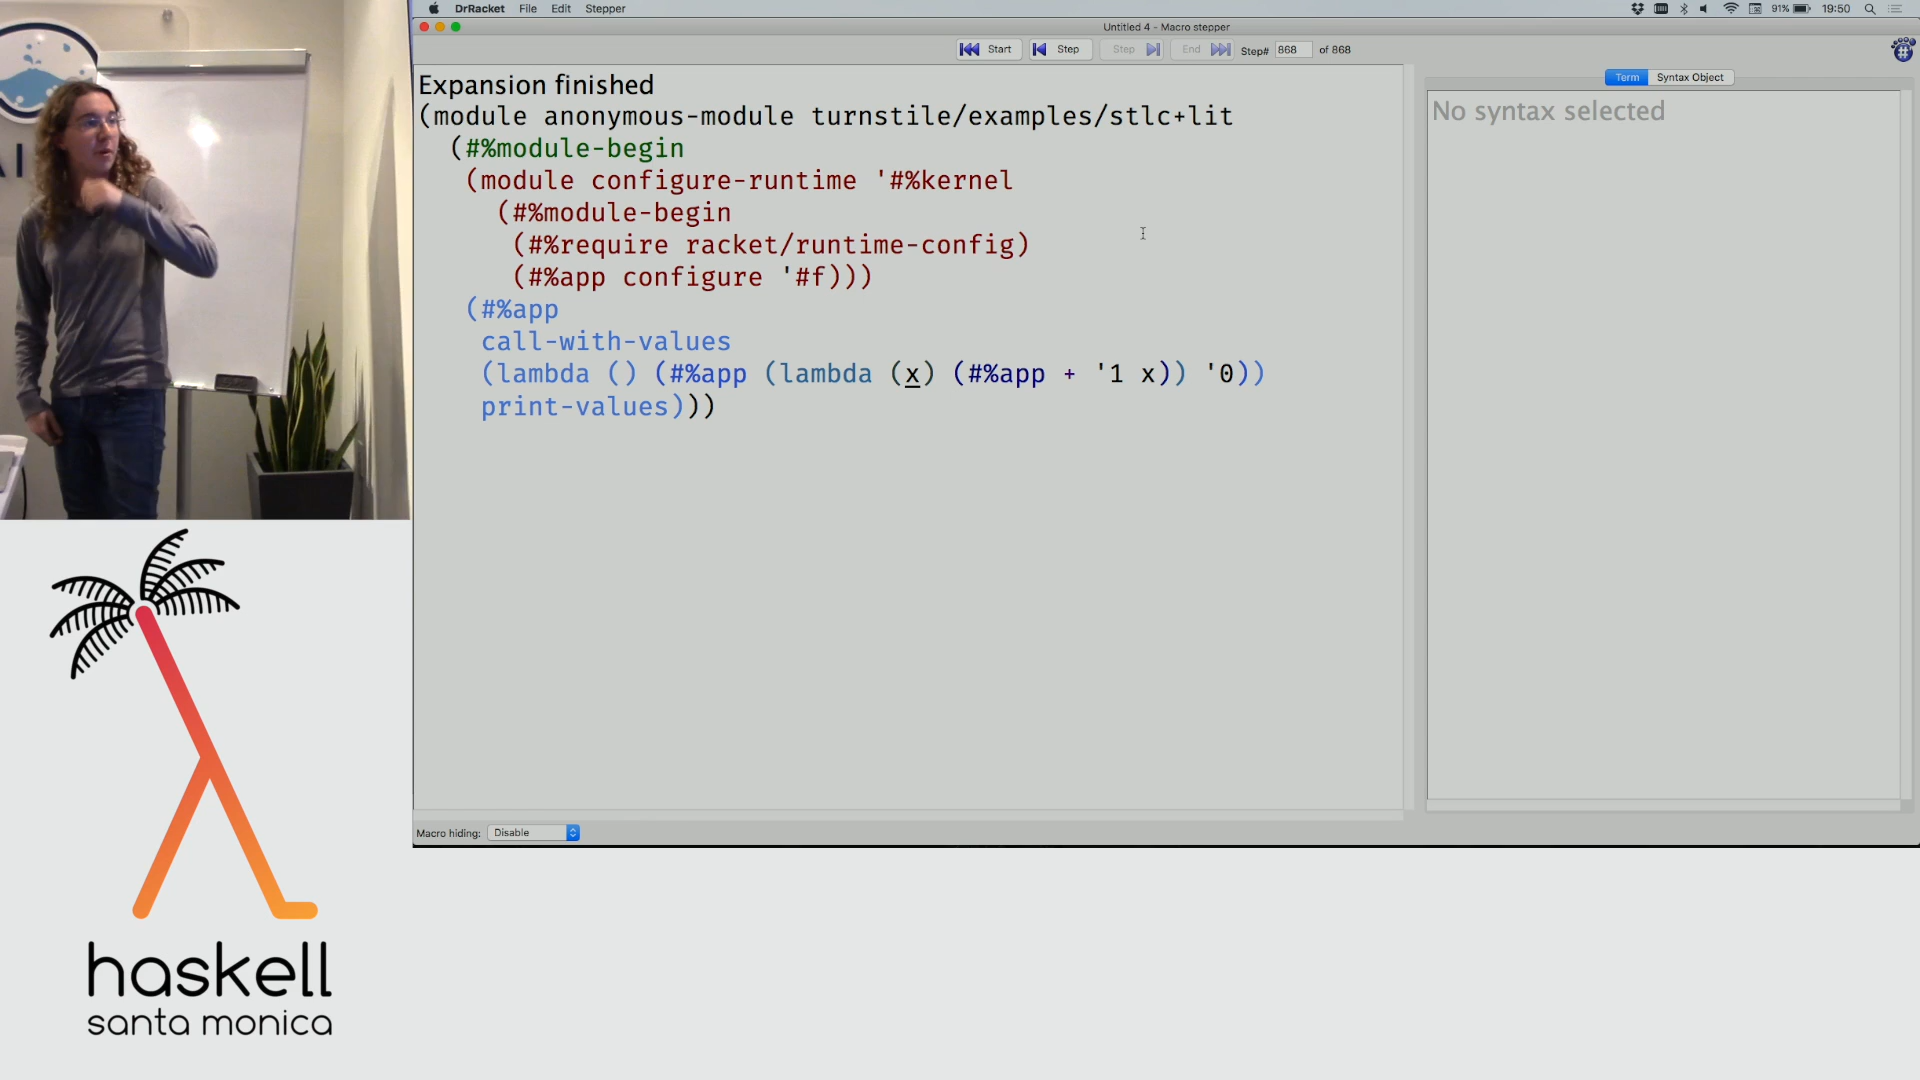 DrRacket File Edit Stepper 91% 19:50
Untitled 4 - Macro stepper
Start Step Step End Step# 868 of 868
Term Syntax Object
Expansion finished
(module anonymous-module turnstile/examples/stlc+lit
(#%module-begin
(module configure-runtime '#%kernel
(#%module-begin
(#%require racket/runtime-config)
(#%app configure '#f)))
(#%app
call-with-values
(lambda () (#%app (lambda (x) (#%app + '1 x)) '0))
print-values)))
No syntax selected
Macro hiding: Disable
haskell
santa monica